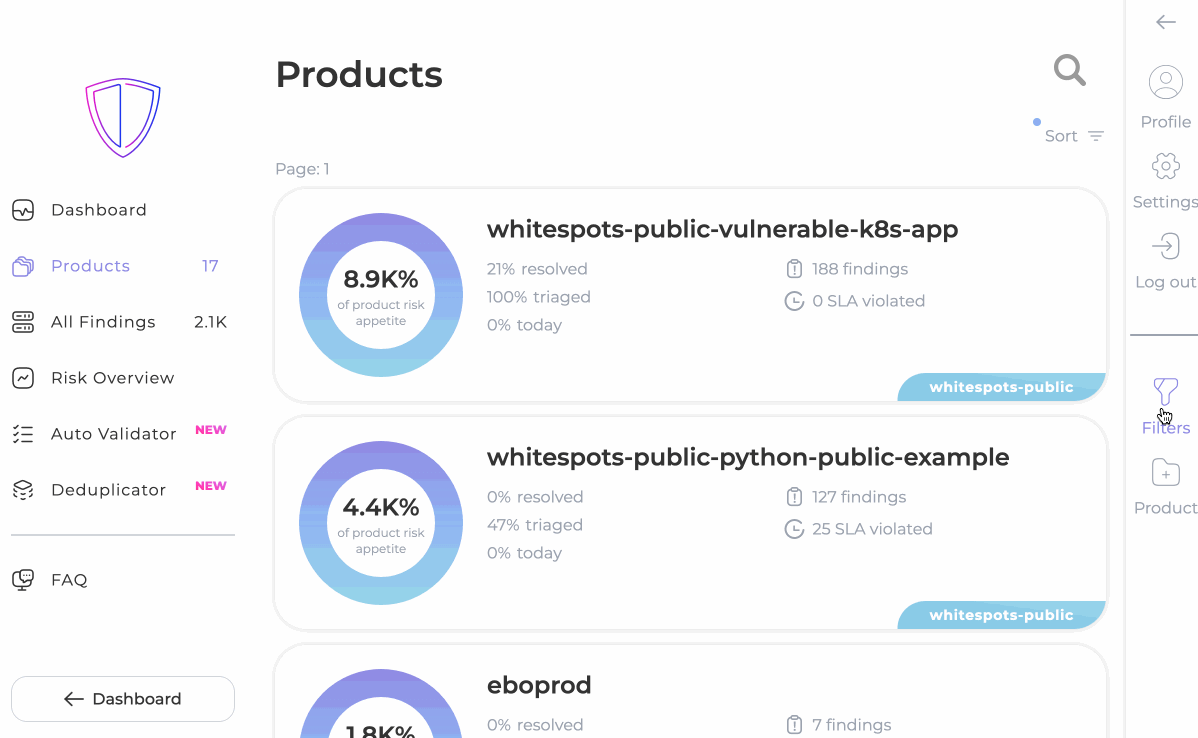 Products
Sort
Page: 1
Dashboard
Products 17
All Findings 2.1K
Risk Overview
Auto Validator NEW
Deduplicator NEW
FAQ
Dashboard
8.9K%
of product risk
appetite
whitespots-public-vulnerable-k8s-app
21% resolved
188 findings
100% triaged
0 SLA violated
0% today
whitespots-public
4.4K%
of product risk
appetite
whitespots-public-python-public-example
0% resolved
127 findings
47% triaged
25 SLA violated
0% today
whitespots-public
1.8K%
eboprod
0% resolved
7 findings
Profile
Settings
Log out
Filters
Product